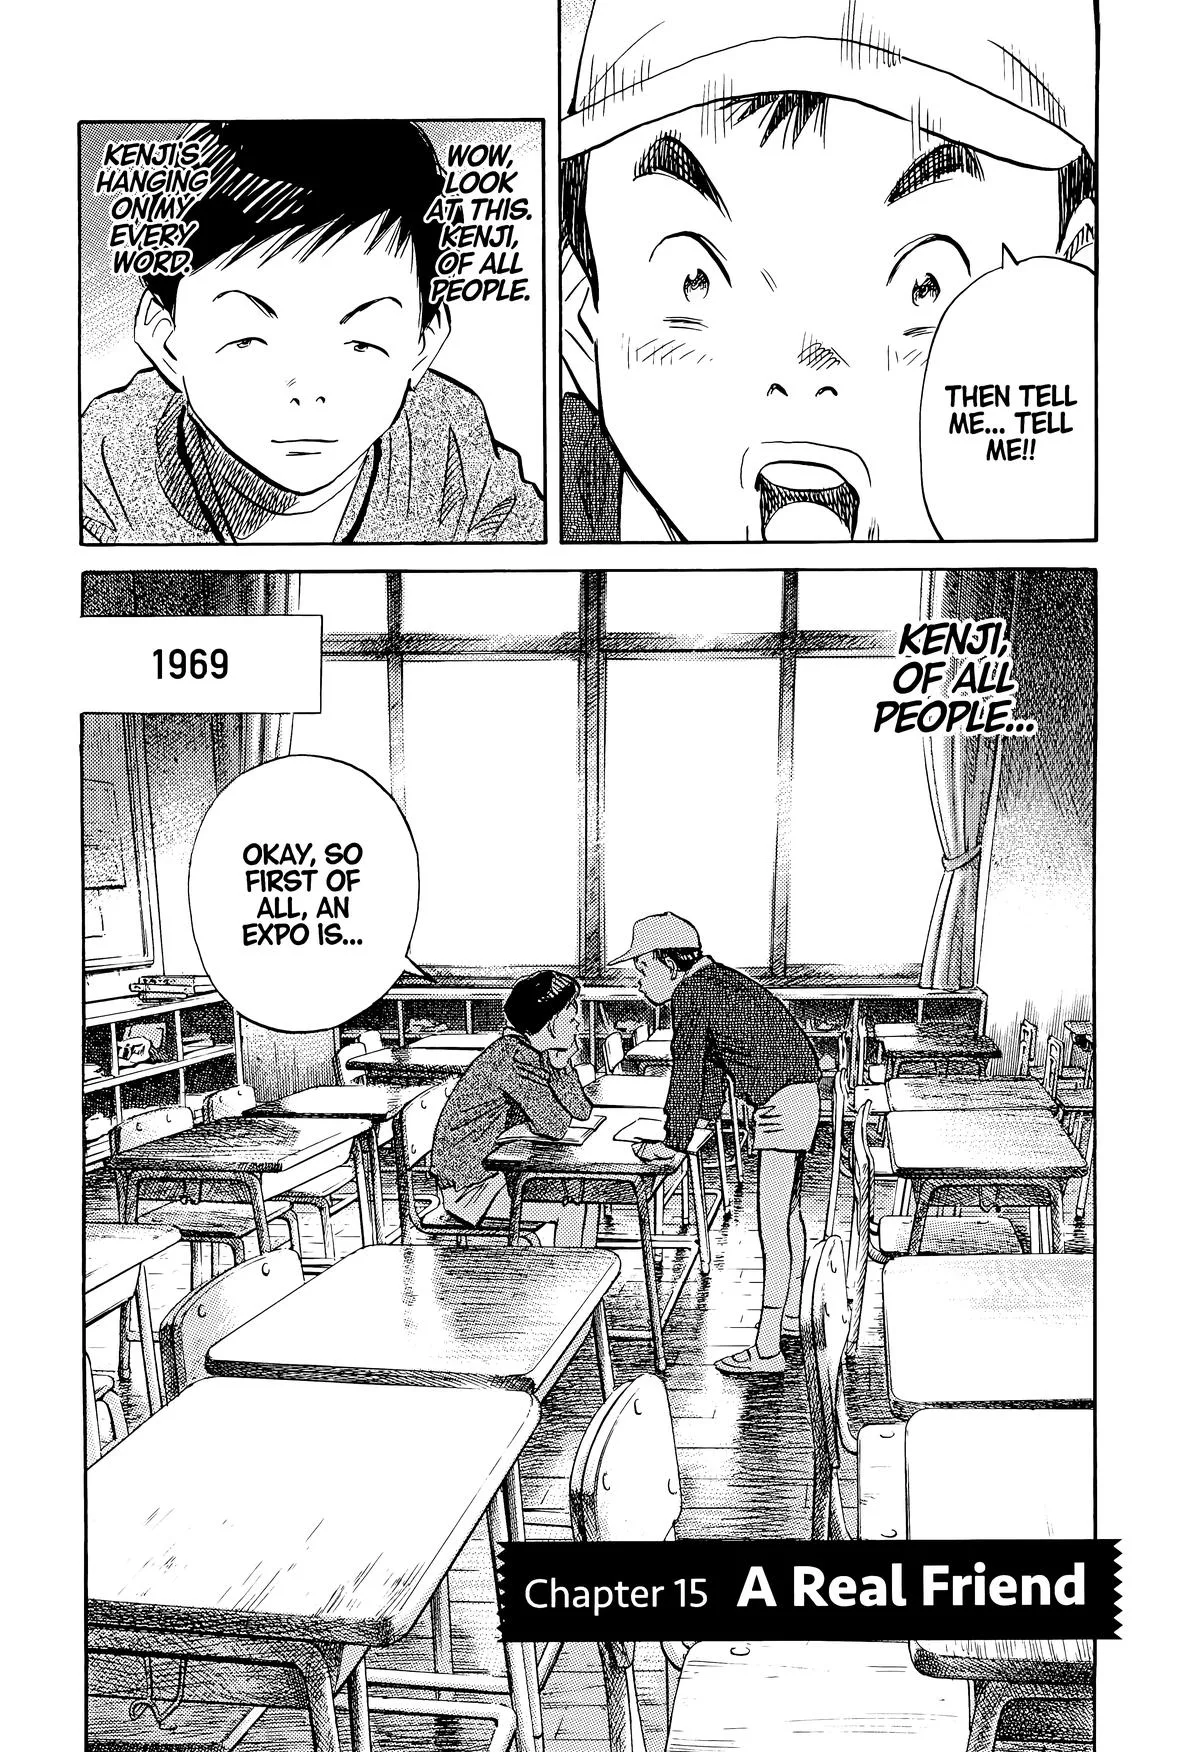 THEN TELL
ME... TELL
ME!!
WOW,
LOOK
AT THIS.
KENJI,
OF ALL
PEOPLE.
KENJI'S
HANGING
ON MY
EVERY
WORD.
KENJI,
OF ALL
PEOPLE...
1969
OKAY, SO
FIRST OF
ALL, AN
EXPO IS...
Chapter 15 A Real Friend